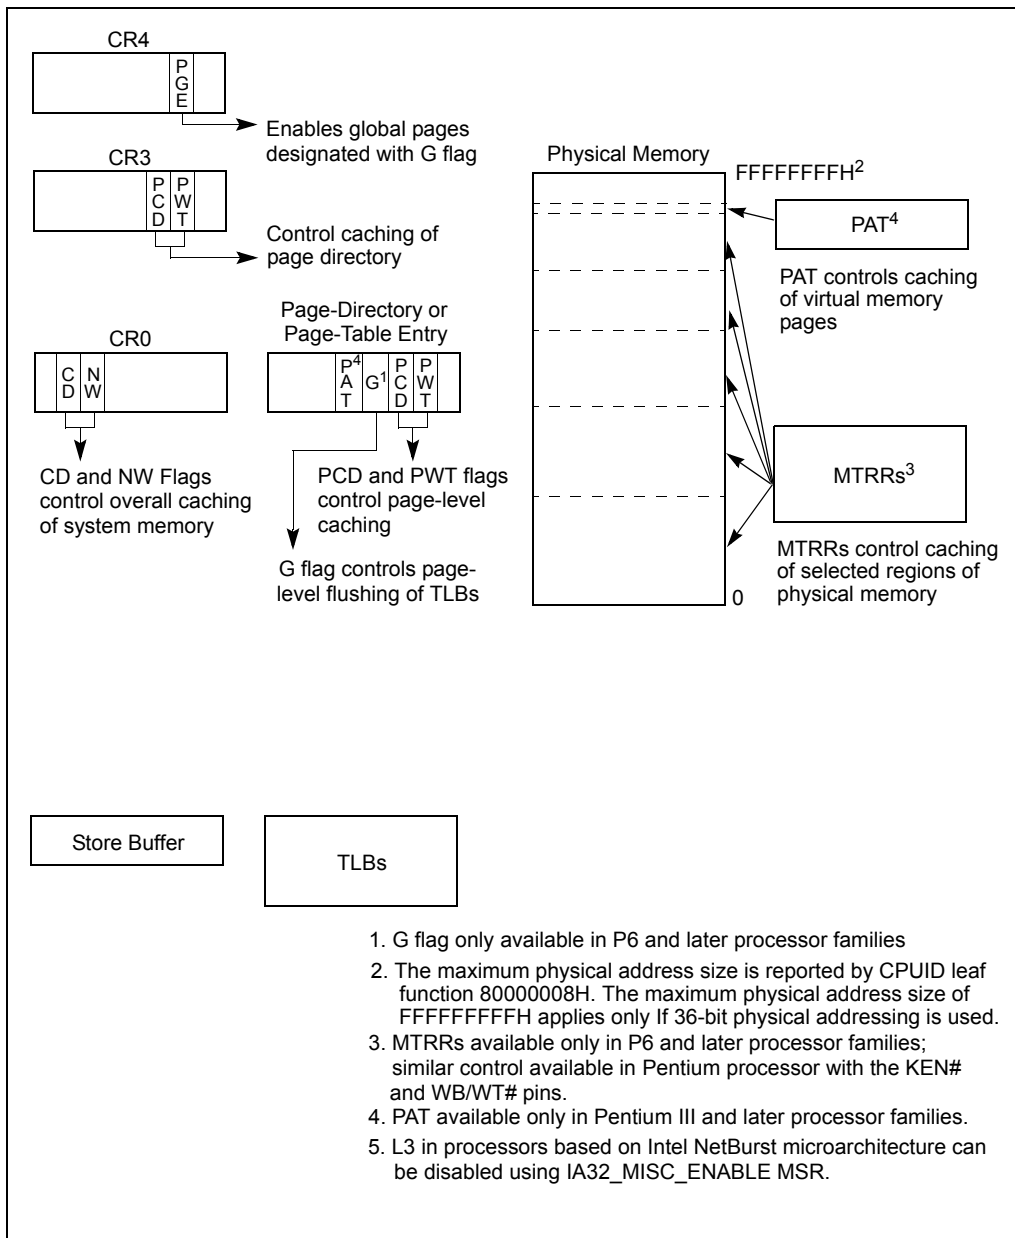 CR4
PGE
Enables global pages
designated with G flag
CR3
PCD
PWT
Control caching of
page directory
Physical Memory
FFFFFFFFH2
PAT4
PAT controls caching
of virtual memory
pages
CR0
CD
NW
CD and NW Flags
control overall caching
of system memory
Page-Directory or
Page-Table Entry
PAT4
G1
PCD
PWT
PCD and PWT flags
control page-level
caching
G flag controls page-
level flushing of TLBs
MTRRs3
MTRRs control caching
of selected regions of
physical memory
0
Store Buffer
TLBs
1. G flag only available in P6 and later processor families
2. The maximum physical address size is reported by CPUID leaf
function 80000008H. The maximum physical address size of
FFFFFFFFFH applies only If 36-bit physical addressing is used.
3. MTRRs available only in P6 and later processor families;
similar control available in Pentium processor with the KEN#
and WB/WT# pins.
4. PAT available only in Pentium III and later processor families.
5. L3 in processors based on Intel NetBurst microarchitecture can
be disabled using IA32_MISC_ENABLE MSR.